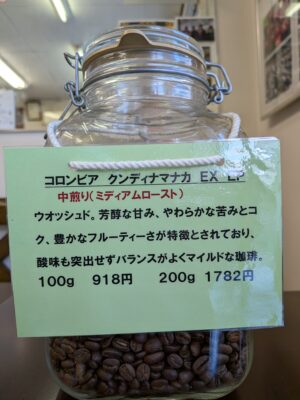 コロンビア クンディナマナカ EX EP
中煎り(ミディアムロースト)
ウオッシュド。芳醇な甘み、やわらかな苦みとコ
ク、豊かなフルーティーさが特徴とされており、
酸味も突出せずバランスがよくマイルドな珈琲。
100g 918円 200g 1782円